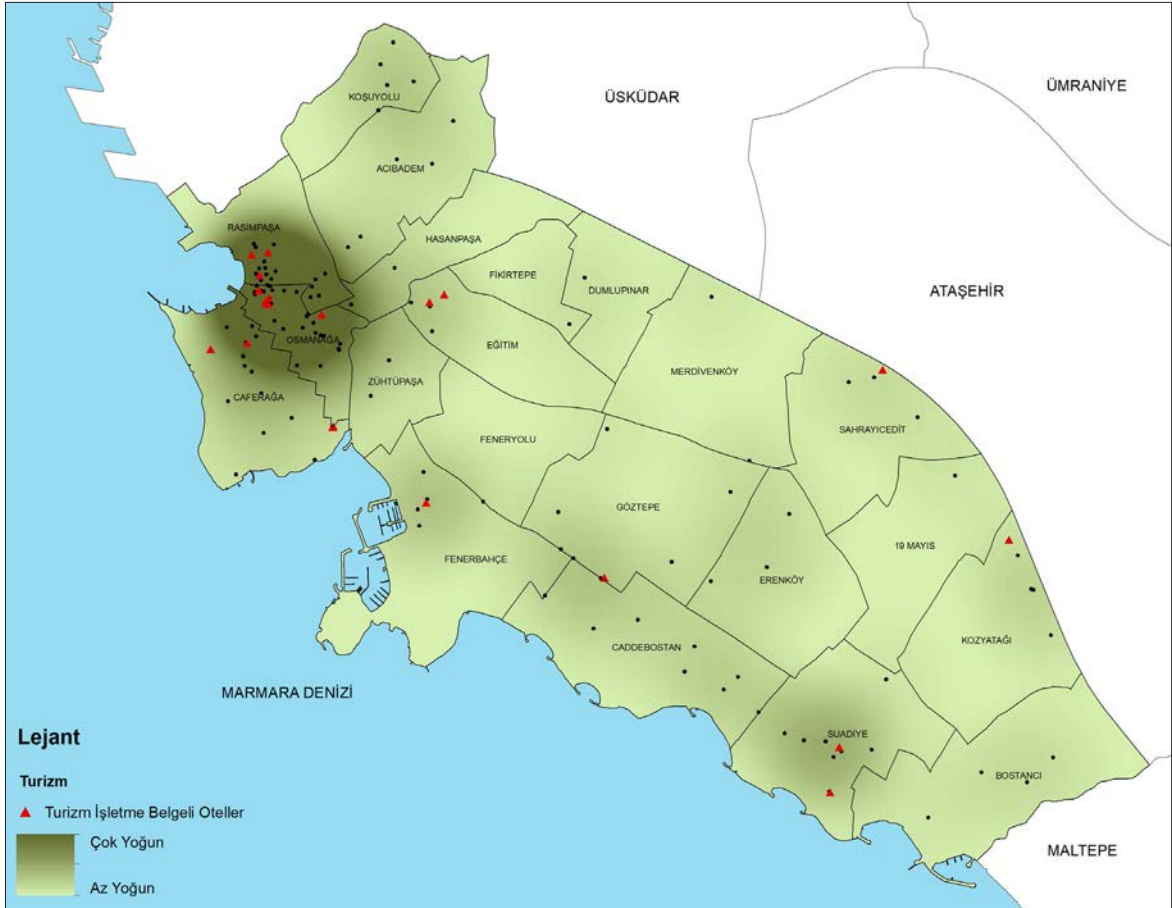 ÜMRANİYE
ÜSKÜDAR
KOŞUYOLU
ACIBADEM
RASİMPAŞA
HASANPAŞA
FİKİRTEPE
DUMLUPINAR
ATAŞEHİR
OSMANAĞA
EĞİTİM
MERDİVENKÖY
ZÜHTÜPAŞA
CAFERAĞA
SAHRAYICEDİT
FENERYOLU
GÖZTEPE
19 MAYIS
FENERBAHÇE
ERENKÖY
KOZYATAĞI
CADDEBOSTAN
MARMARA DENİZİ
SUADİYE
BOSTANCI
MALTEPE
Lejant
Turizm
Turizm İşletme Belgeli Oteller
Çok Yoğun
Az Yoğun